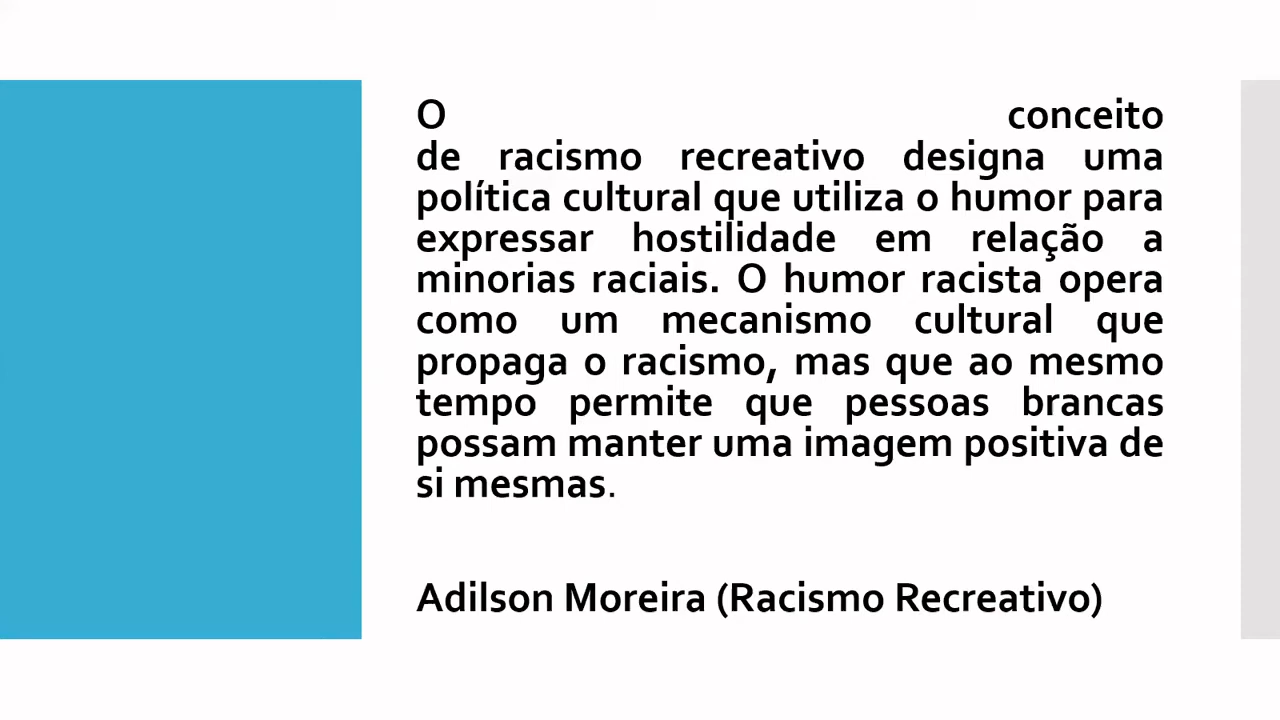 O conceito
de racismo recreativo designa uma
política cultural que utiliza o humor para
expressar hostilidade em relação a
minorias raciais. O humor racista opera
como um mecanismo cultural que
propaga o racismo, mas que ao mesmo
tempo permite que pessoas brancas
possam manter uma imagem positiva de
si mesmas.
Adilson Moreira (Racismo Recreativo)